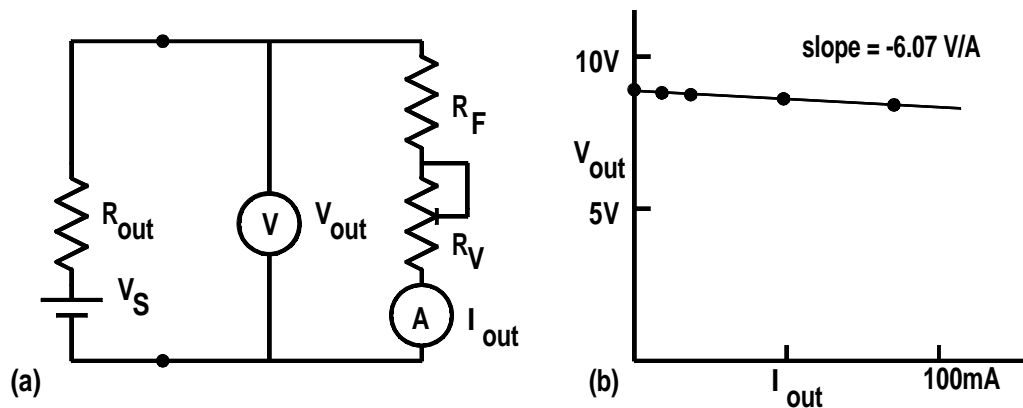 R out
V S
(a)
V
V out
R F
R V
A
I out
slope = -6.07 V/A
10V
V out
5V
(b)
I out
100mA